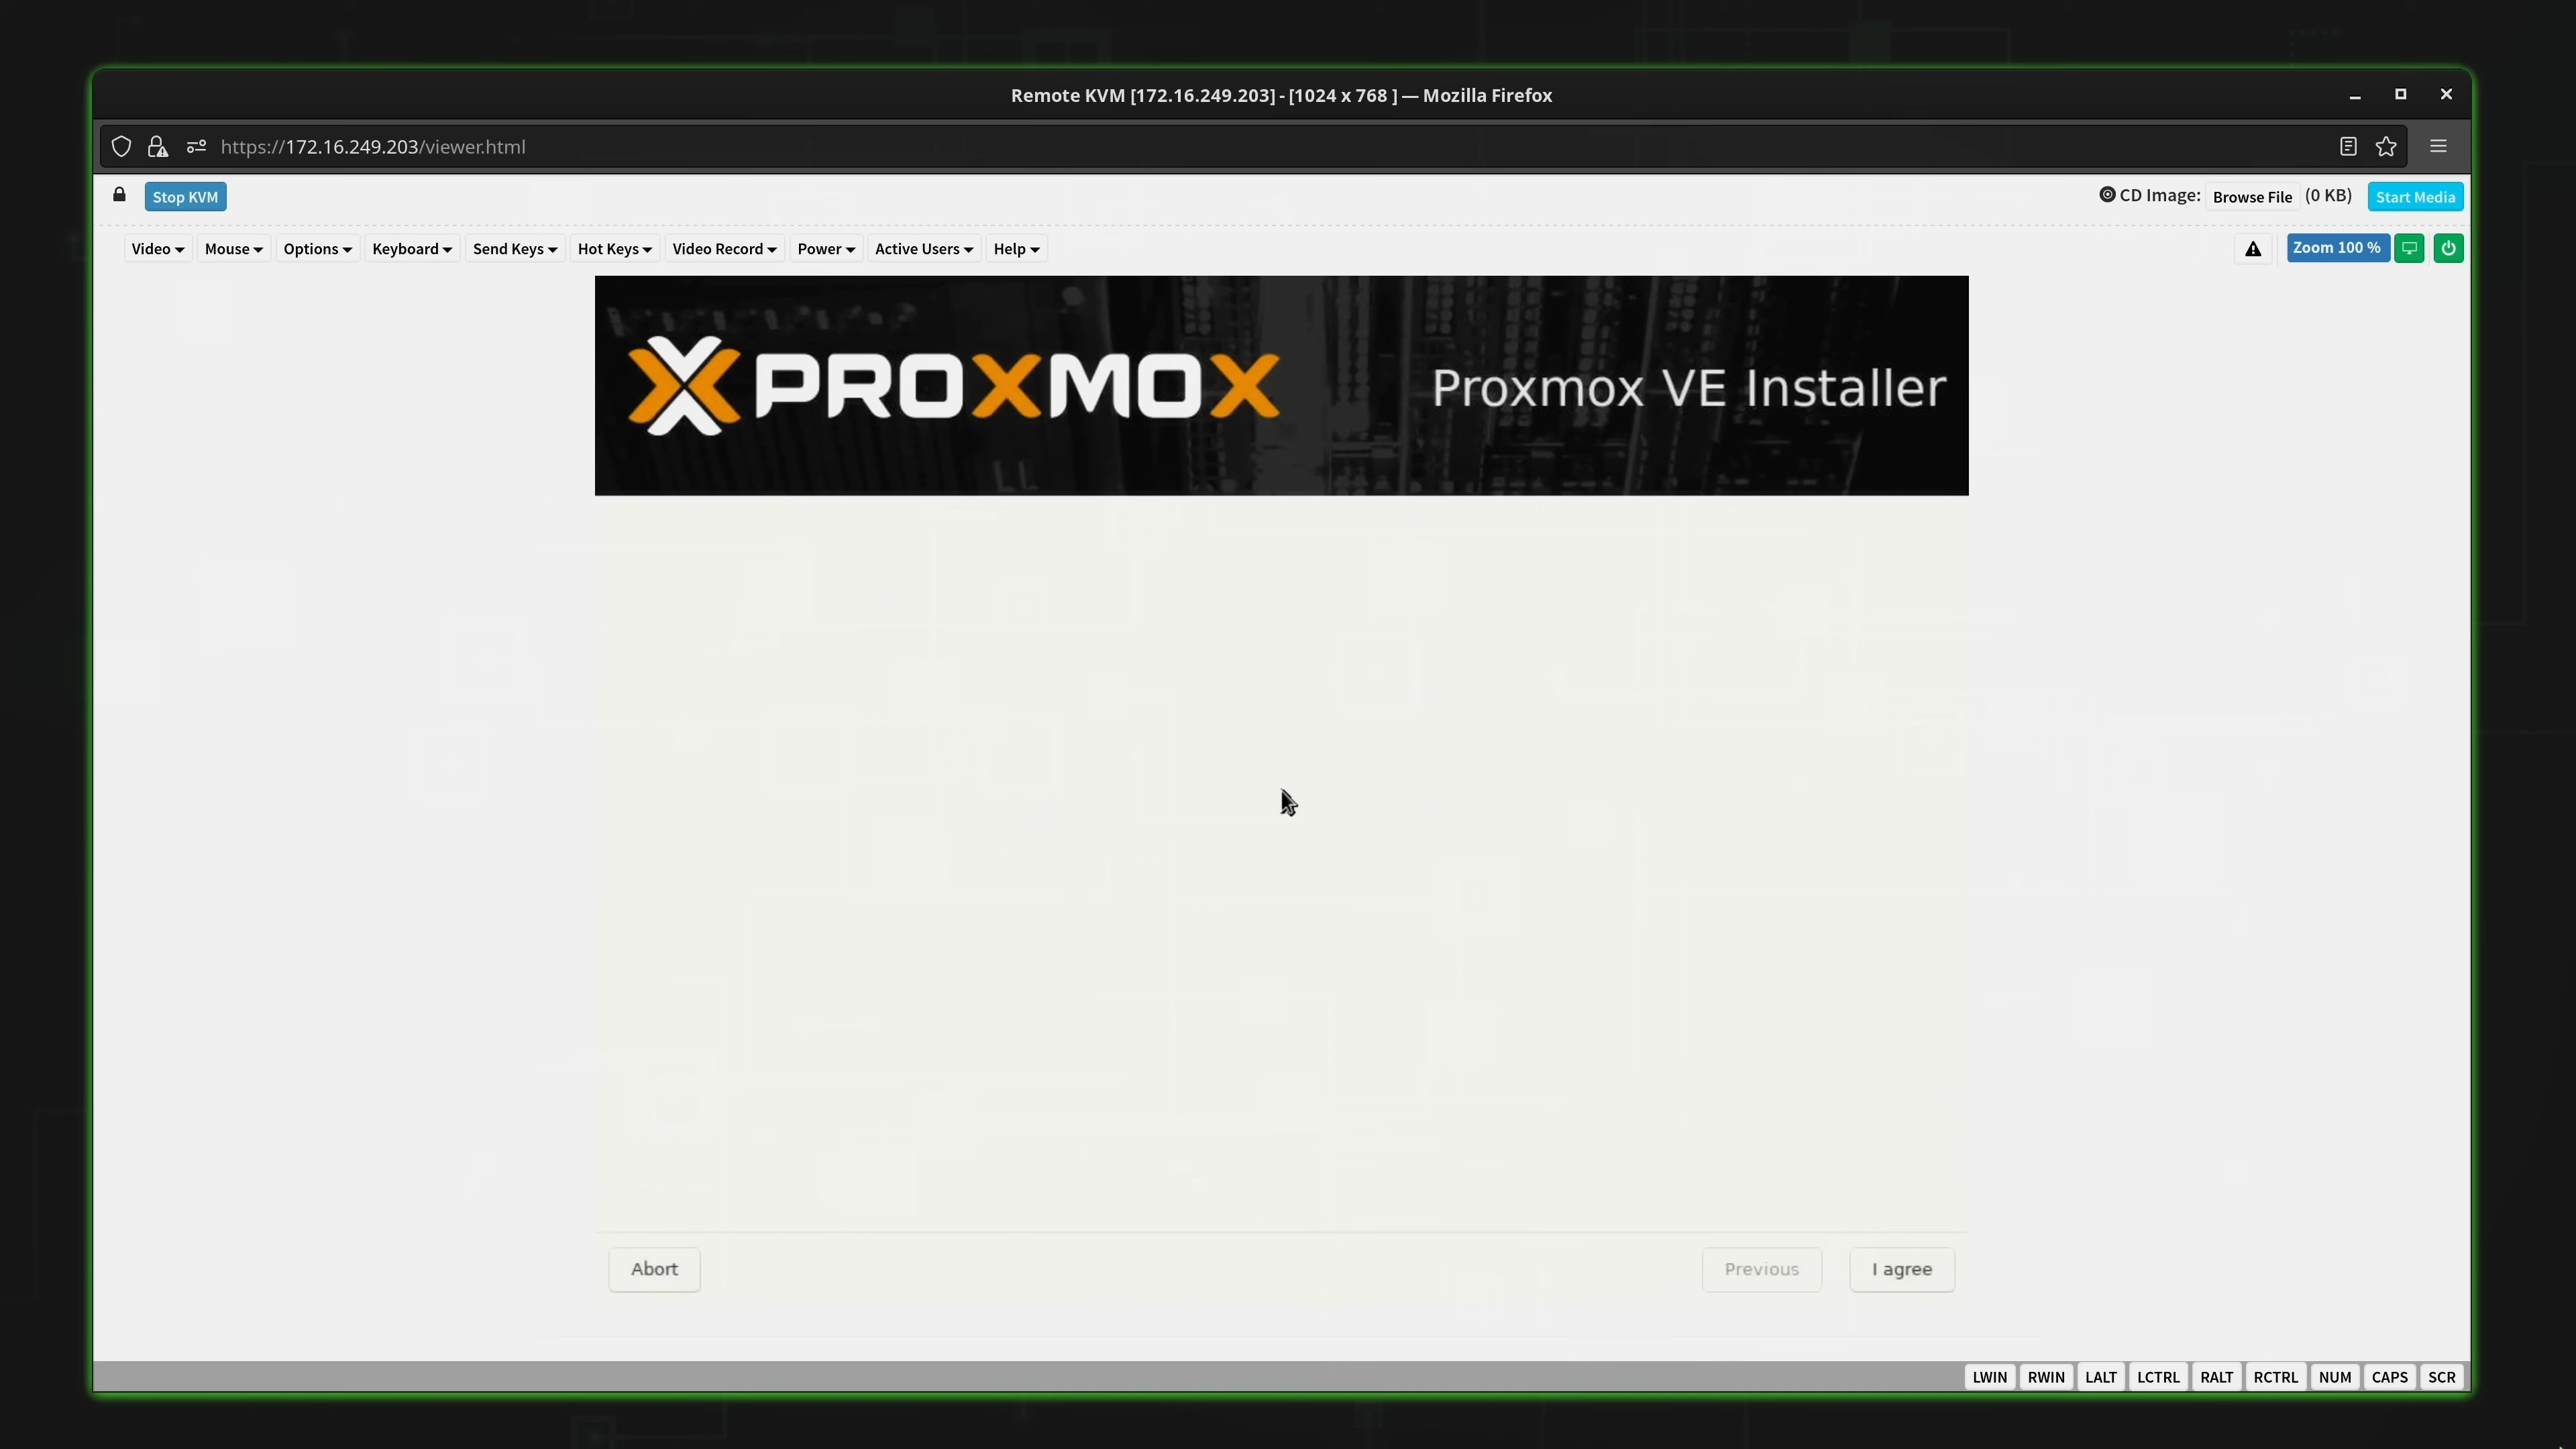 Remote KVM [172.16.249.203] - [1024 x 768 ] — Mozilla Firefox
https://172.16.249.203/viewer.html
Stop KVM
CD Image: Browse File (0 KB) Start Media
Video Mouse Options Keyboard Send Keys Hot Keys Video Record Power Active Users Help
Zoom 100 %
PROXMOX
Proxmox VE Installer
Abort
Previous
I agree
LWIN RWIN LALT LCTRL RALT RCTRL NUM CAPS SCR